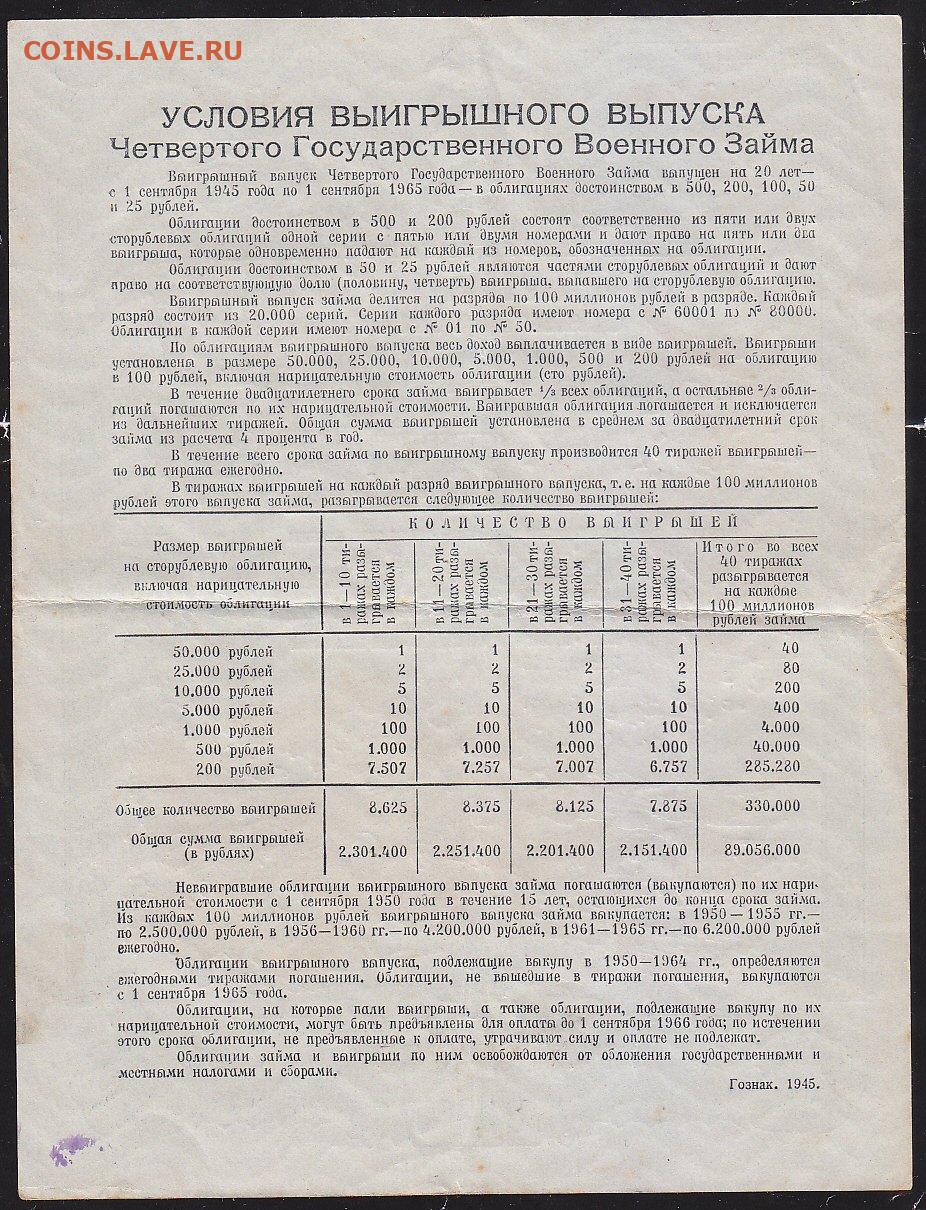 COINS.LAVE.RU
УСЛОВИЯ ВЫИГРЫШНОГО ВЫПУСКА
Четвертого Государственного Военного Займа
Выигрышный выпуск Четвертого Государственного Военного Займа выпущен на 20 лет—
с 1 сентября 1945 года по 1 сентября 1965 года — в облигациях достоинством в 500, 200, 100, 50
и 25 рублей.
Облигации достоинством в 500 и 200 рублей состоят соответственно из пяти или двух
сторублевых облигаций одной серии с пятью или двумя номерами и дают право на пять или два
выигрыша, которые одновременно падают на каждый из номеров, обозначенных на облигации.
Облигации достоинством в 50 и 25 рублей являются частями сторублевых облигаций и дают
право на соответствующую долю (половину, четверть) выигрыша, выпавшего на сторублевую облигацию.
Выигрышный выпуск займа делится на разряды по 100 миллионов рублей в разряде. Каждый
разряд состоит из 20.000 серий. Серии каждого разряда имеют номера с № 60001 по № 80000.
Облигации в каждой серии имеют номера с № 01 по № 50.
По облигациям выигрышного выпуска весь доход выплачивается в виде выигрышей. Выигрыши
установлены в размере 50.000, 25.000, 10.000, 5.000, 1.000, 500 и 200 рублей на облигацию
в 100 рублей, включая нарицательную стоимость облигации (сто рублей).
В течение двадцатилетнего срока займа выигрывает ¹/₃ всех облигаций, а остальные ²/₃ обли-
гаций погашаются по их нарицательной стоимости. Выигравшая облигация погашается и исключается
из дальнейших тиражей. Общая сумма выигрышей установлена в среднем за двадцатилетний срок
займа из расчета 4 процента в год.
В течение всего срока займа по выигрышному выпуску производится 40 тиражей выигрышей—
по два тиража ежегодно.
В тиражах выигрышей на каждый разряд выигрышного выпуска, т. е. на каждые 100 миллионов
рублей этого выпуска займа, разыгрывается следующее количество выигрышей:
Размер выигрышей
на сторублевую облигацию,
включая нарицательную
стоимость облигации
КОЛИЧЕСТВО ВЫИГРЫШЕЙ
в 1—10 ти-
ражах разы-
грывается
в каждом
в 11—20 ти-
ражах разы-
грывается
в каждом
в 21—30 ти-
ражах разы-
грывается
в каждом
в 31—40 ти-
ражах разы-
грывается
в каждом
Итого во всех
40 тиражах
разыгрывается
на каждые
100 миллионов
рублей займа
50.000 рублей 1 1 1 1 40
25.000 рублей 2 2 2 2 80
10.000 рублей 5 5 5 5 200
5.000 рублей 10 10 10 10 400
1.000 рублей 100 100 100 100 4.000
500 рублей 1.000 1.000 1.000 1.000 40.000
200 рублей 7.507 7.257 7.007 6.757 285.280
Общее количество выигрышей 8.625 8.375 8.125 7.875 330.000
Общая сумма выигрышей
(в рублях) 2.301.400 2.251.400 2.201.400 2.151.400 89.056.000
Невыигравшие облигации выигрышного выпуска займа погашаются (выкупаются) по их нари-
цательной стоимости с 1 сентября 1950 года в течение 15 лет, остающихся до конца срока займа.
Из каждых 100 миллионов рублей выигрышного выпуска займа выкупается: в 1950 — 1955 гг.—
по 2.500.000 рублей, в 1956—1960 гг.—по 4.200.000 рублей, в 1961—1965 гг.—по 6.200.000 рублей
ежегодно.
Облигации выигрышного выпуска, подлежащие выкупу в 1950—1964 гг., определяются
ежегодными тиражами погашения. Облигации, не вышедшие в тиражи погашения, выкупаются
с 1 сентября 1965 года.
Облигации, на которые пали выигрыши, а также облигации, подлежащие выкупу по их
нарицательной стоимости, могут быть предъявлены для оплаты до 1 сентября 1966 года; по истечении
этого срока облигации, не предъявленные к оплате, утрачивают силу и оплате не подлежат.
Облигации займа и выигрыши по ним освобождаются от обложения государственными и
местными налогами и сборами.
Гознак. 1945.